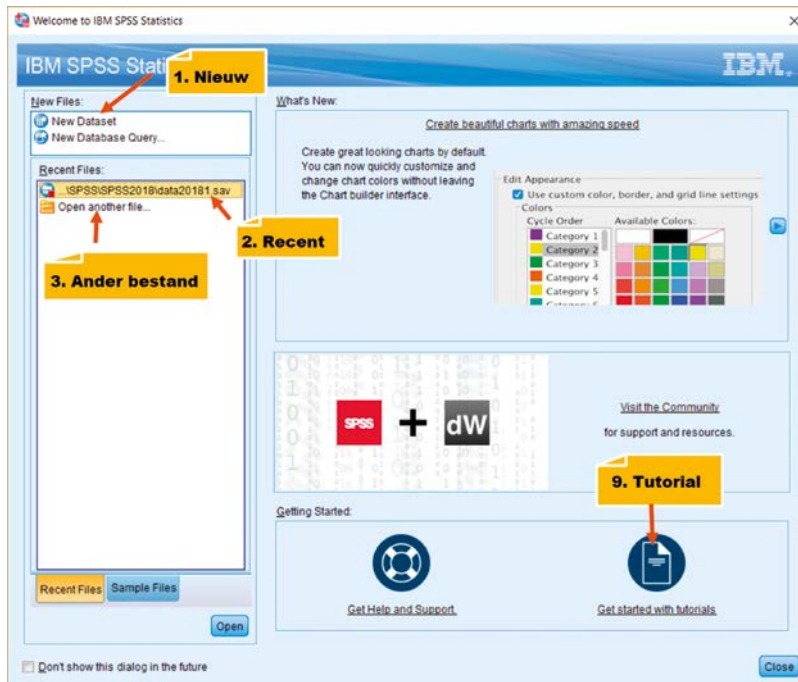 Welcome to IBM SPSS Statistics
IBM SPSS Stati
IBM.
1. Nieuw
New Files:
New Dataset
New Database Query...
Recent Files:
...\SPSS\SPSS2018\data20181.sav
Open another file...
2. Recent
3. Ander bestand
Recent Files
Sample Files
Open
What's New:
Create beautiful charts with amazing speed
Create great looking charts by default.
You can now quickly customize and
change chart colors without leaving
the Chart builder interface.
Edit Appearance
Use custom color, border, and grid line settings
Colors
Cycle Order
Available Colors:
Category 1
Category 2
Category 3
Category 4
Category 5
SPSS + dW
Visit the Community
for support and resources.
9. Tutorial
Getting Started:
Get Help and Support
Get started with tutorials
Don't show this dialog in the future
Close